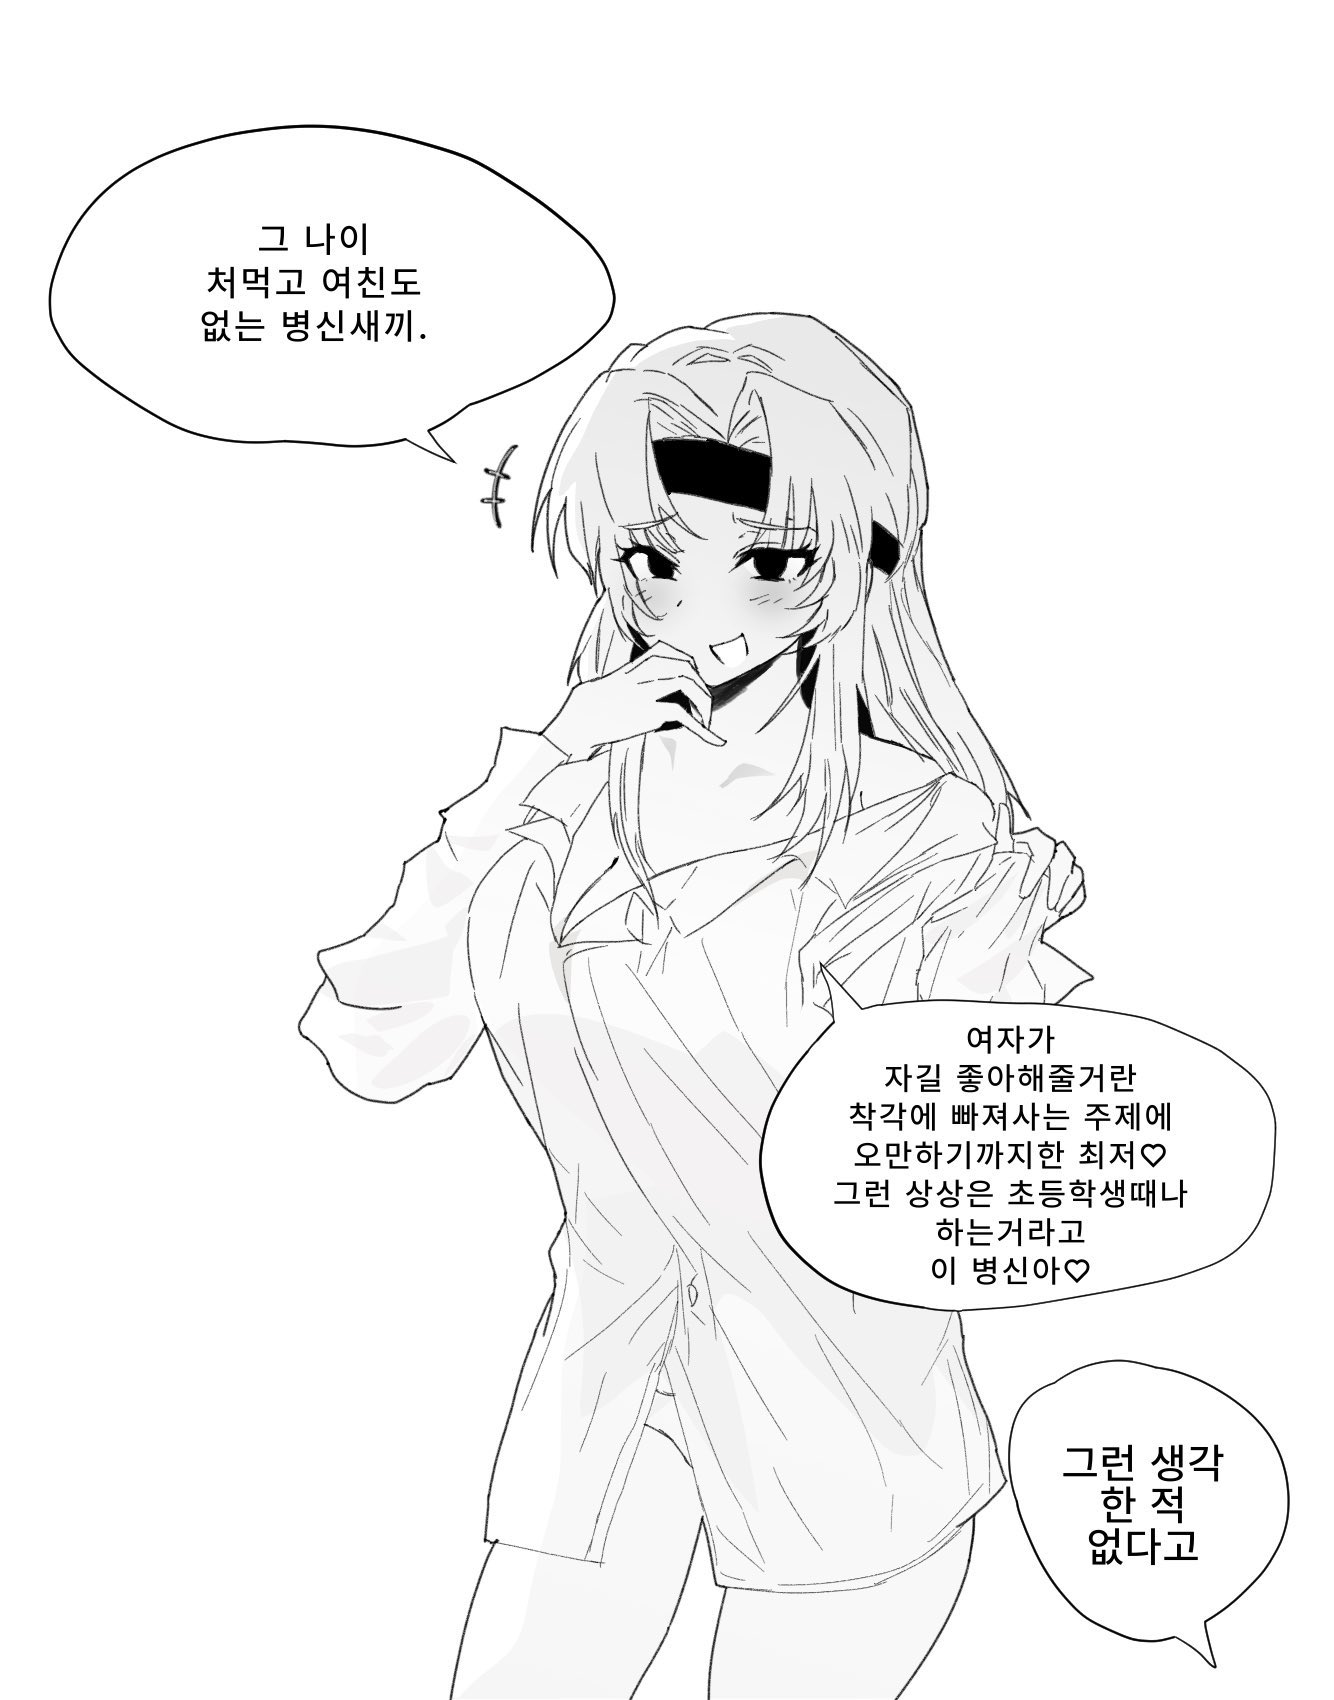 그 나이
처먹고 여친도
없는 병신새끼.
여자가
자길 좋아해줄거란
착각에 빠져사는 주제에
오만하기까지한 최저♡
그런 상상은 초등학생때나
하는거라고
이 병신아♡
그런 생각
한 적
없다고